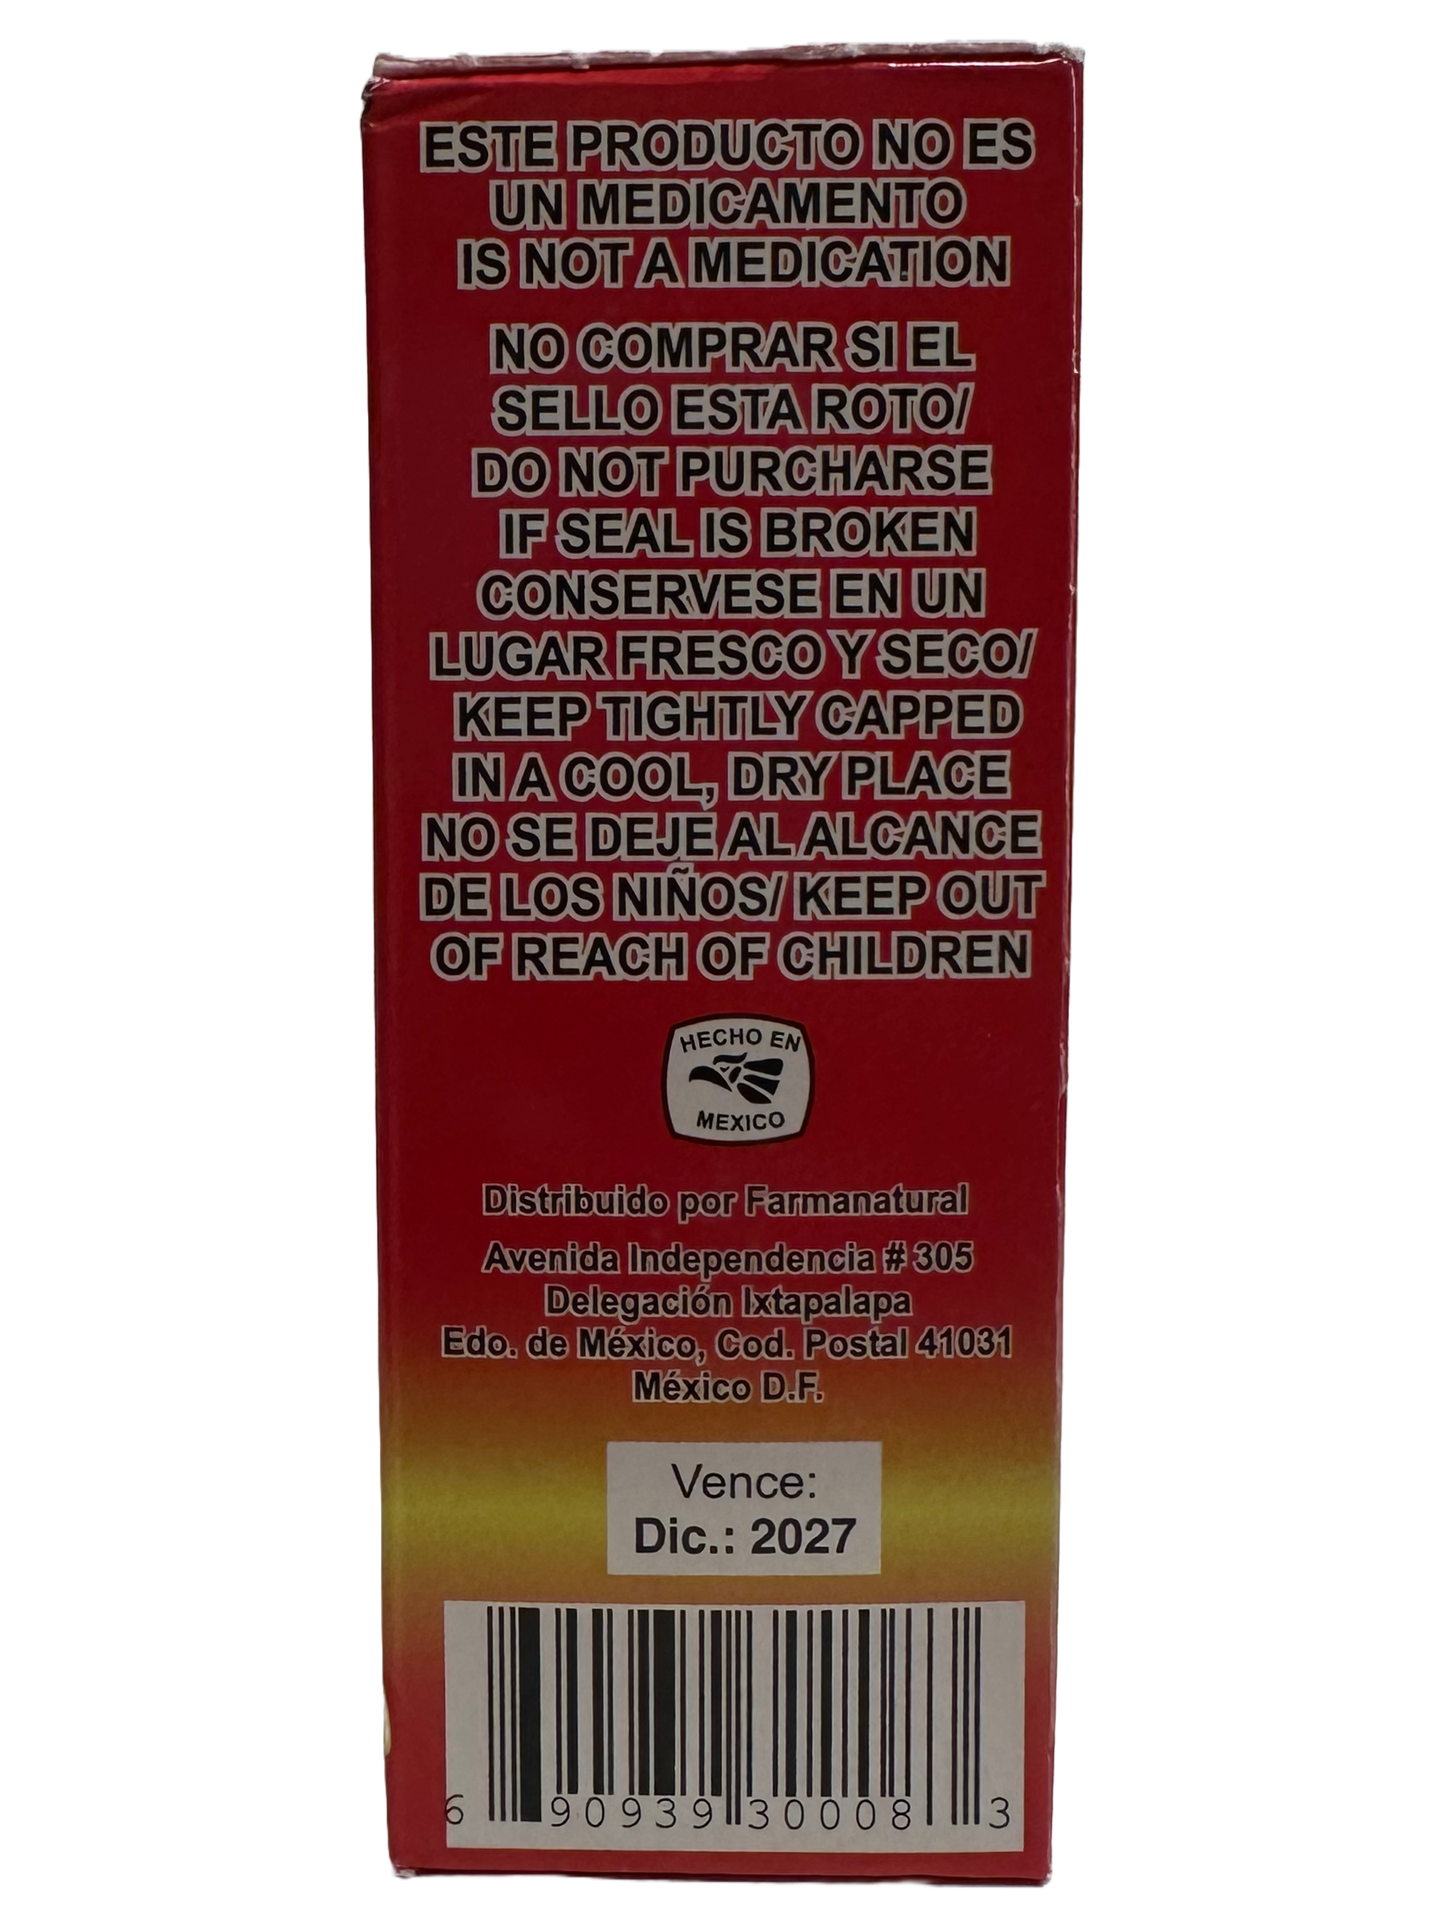 ESTE PRODUCTO NO ES
UN MEDICAMENTO
IS NOT A MEDICATION
NO COMPRAR SI EL
SELLO ESTA ROTO/
DO NOT PURCHARSE
IF SEAL IS BROKEN
CONSERVESE EN UN
LUGAR FRESCO Y SECO/
KEEP TIGHTLY CAPPED
IN A COOL, DRY PLACE
NO SE DEJE AL ALCANCE
DE LOS NIÑOS/ KEEP OUT
OF REACH OF CHILDREN
HECHO EN
MEXICO
Distribuido por Farmanatural
Avenida Independencia # 305
Delegación Ixtapalapa
Edo. de México, Cod. Postal 41031
México D.F.
Vence:
Dic.: 2027
6 90939 30008 3